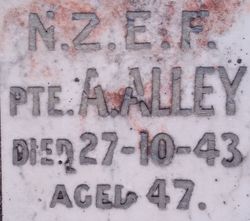 N.Z.E.F.
PTE. A. ALLEY
DIED 27-10-43
AGED 47.